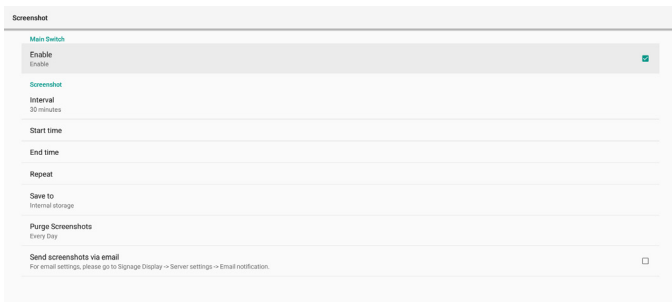 Screenshot
Main Switch
Enable
Enable
Screenshot
Interval
30 minutes
Start time
End time
Repeat
Save to
Internal storage
Purge Screenshots
Every Day
Send screenshots via email
For email settings, please go to Signage Display -> Server settings -> Email notification.